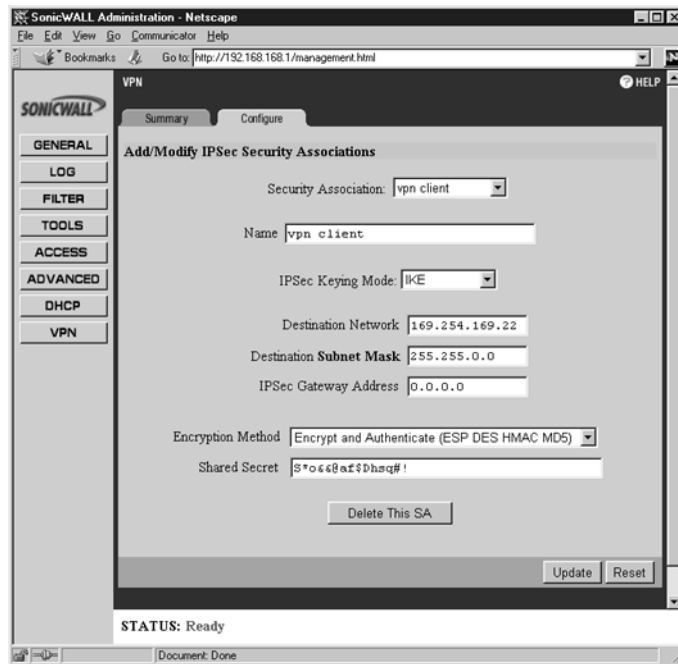 SonicWALL Administration - Netscape
File Edit View Go Communicator Help
Bookmarks Go to: http://192.168.168.1/management.html N
VPN HELP
SONICWALL
Summary Configure
GENERAL
LOG
FILTER
TOOLS
ACCESS
ADVANCED
DHCP
VPN
Add/Modify IPSec Security Associations
Security Association: vpn client
Name vpn client
IPSec Keying Mode: IKE
Destination Network 169.254.169.22
Destination Subnet Mask 255.255.0.0
IPSec Gateway Address 0.0.0.0
Encryption Method Encrypt and Authenticate (ESP DES HMAC MD5)
Shared Secret S*o&&@af$Dhsq#!
Delete This SA
Update Reset
STATUS: Ready
Document: Done